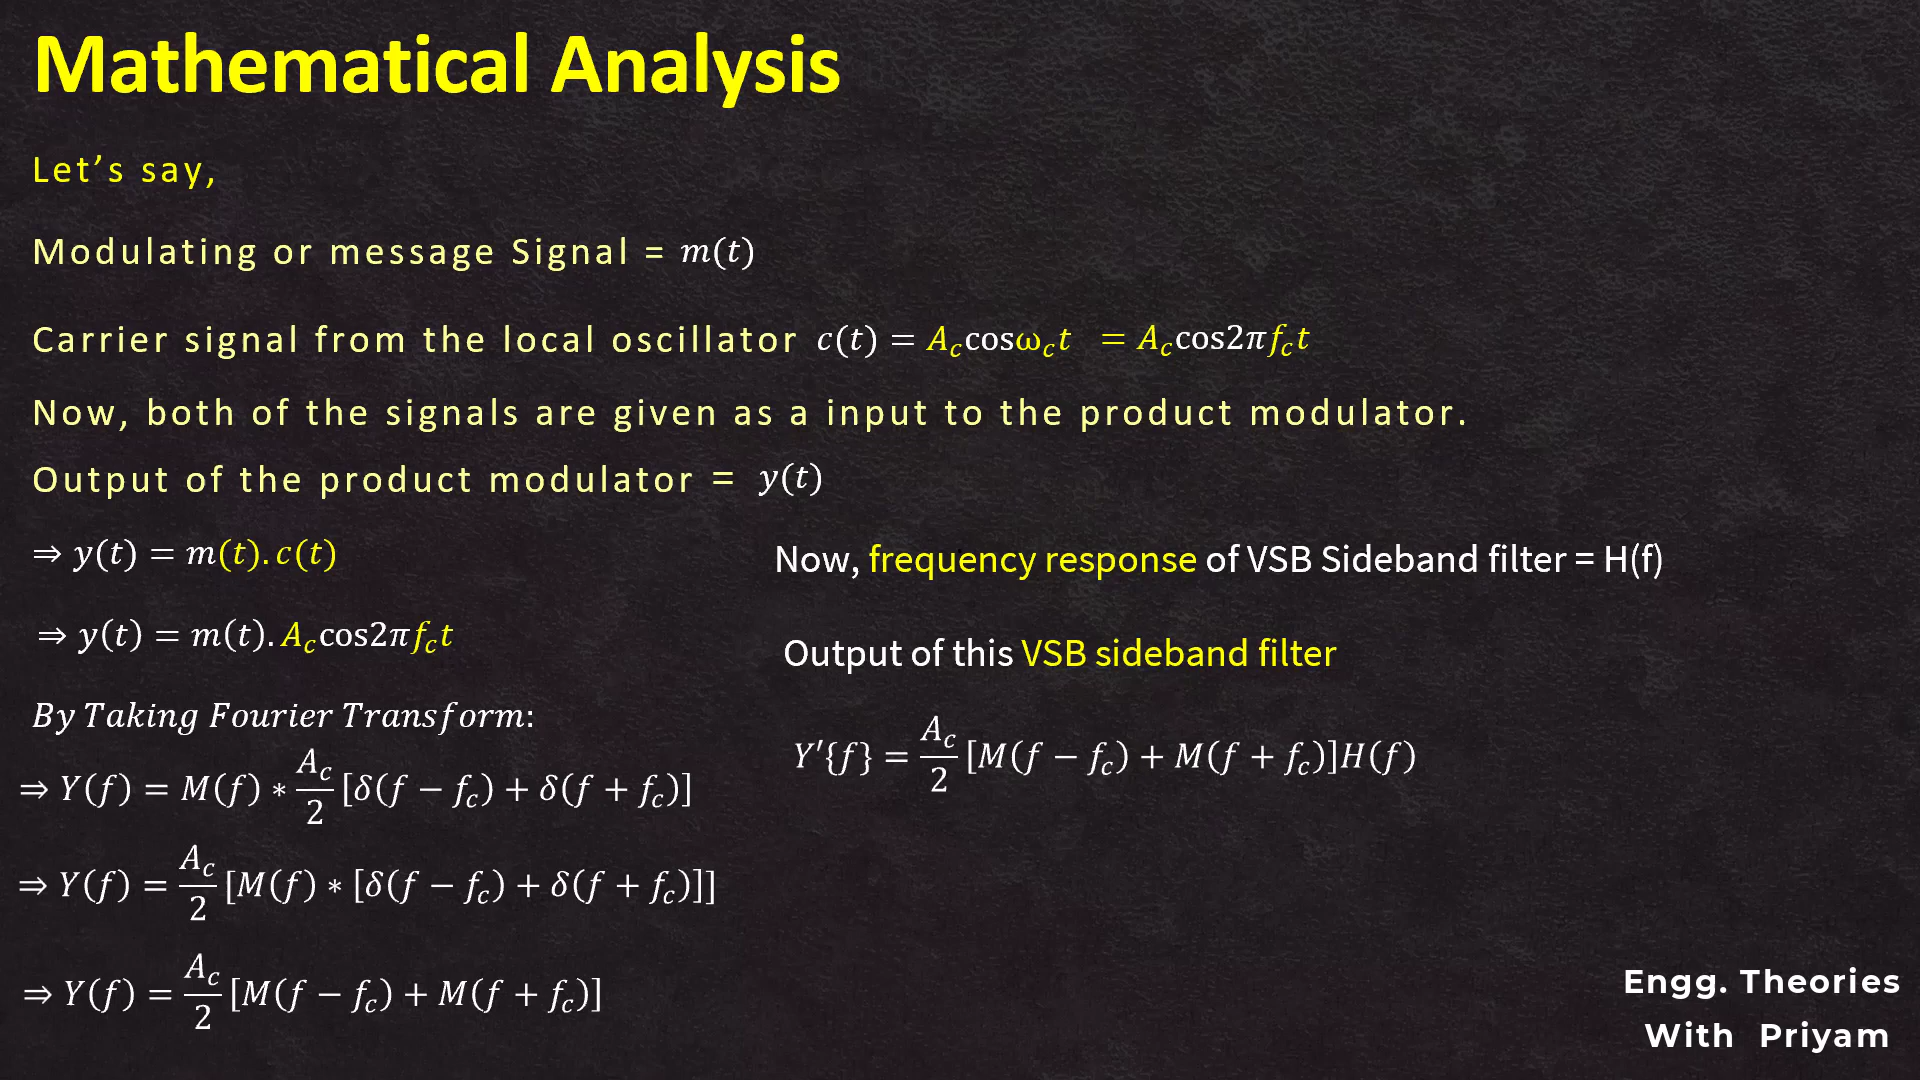 Mathematical Analysis
Let’s say,
Modulating or message Signal = m(t)
Carrier signal from the local oscillator c(t) = A_c cosω_c t = A_c cos2πf_c t
Now, both of the signals are given as a input to the product modulator.
Output of the product modulator = y(t)
⇒ y(t) = m(t). c(t)
⇒ y(t) = m(t). A_c cos2πf_c t
By Taking Fourier Transform:
⇒ Y(f) = M(f) ∗ A_c/2 [δ(f − f_c) + δ(f + f_c)]
⇒ Y(f) = A_c/2 [M(f) ∗ [δ(f − f_c) + δ(f + f_c)]]
⇒ Y(f) = A_c/2 [M(f − f_c) + M(f + f_c)]
Now, frequency response of VSB Sideband filter = H(f)
Output of this VSB sideband filter
Y′{f} = A_c/2 [M(f − f_c) + M(f + f_c)]H(f)
Engg. Theories
With Priyam